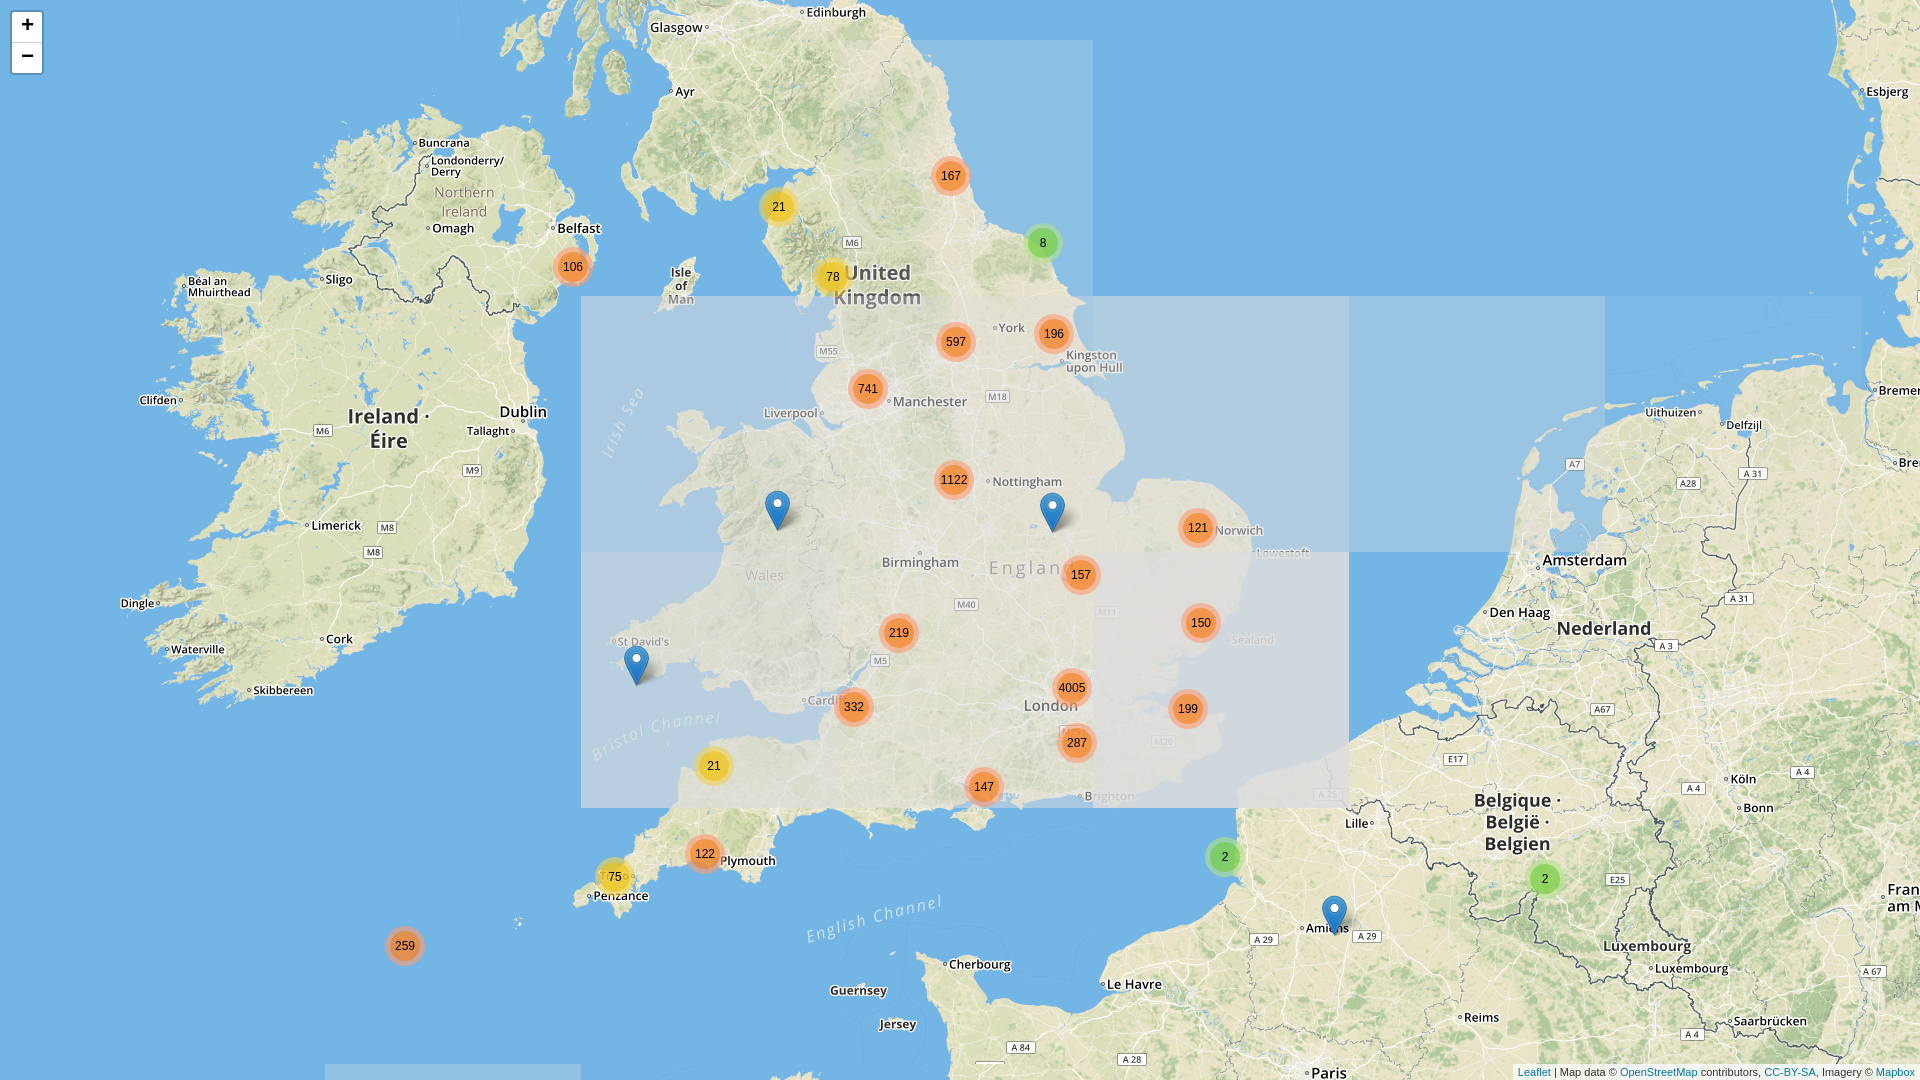 +
−
Edinburgh
Glasgow
Ayr
Esbjerg
Buncrana
Londonderry/
Derry
Northern
Ireland
Omagh
Belfast
167
21
8
M6
106
78
United
Kingdom
Isle
of
Man
Sligo
Béal an
Mhuirthead
York
196
597
M55
Kingston
upon Hull
741
Manchester
M18
Liverpool
Irish Sea
Clifden
Ireland ·
Éire
Dublin
Tallaght
M6
M9
Uithuizen
Delfzijl
A7
A 31
A28
1122
Nottingham
121
Norwich
Lowestoft
Limerick
M8
M8
Birmingham
Wales
157
M40
M11
Amsterdam
Den Haag
Nederland
A 31
A 3
Dingle
Cork
Waterville
Skibbereen
St David's
219
M5
150
Sealand
4005
London
332
199
287
M20
A67
E17
Bristol Channel
21
147
A 25
Köln
A 4
A 4
Bonn
Belgique ·
België ·
Belgien
Lille
122
Plymouth
75
Penzance
2
2
E25
English Channel
259
Amiens
A 29
A 29
Luxembourg
Luxembourg
A 67
Cherbourg
Le Havre
Guernsey
Jersey
Reims
Saarbrücken
A 4
A 84
A 28
Paris
Leaflet | Map data © OpenStreetMap contributors, CC-BY-SA, Imagery © Mapbox